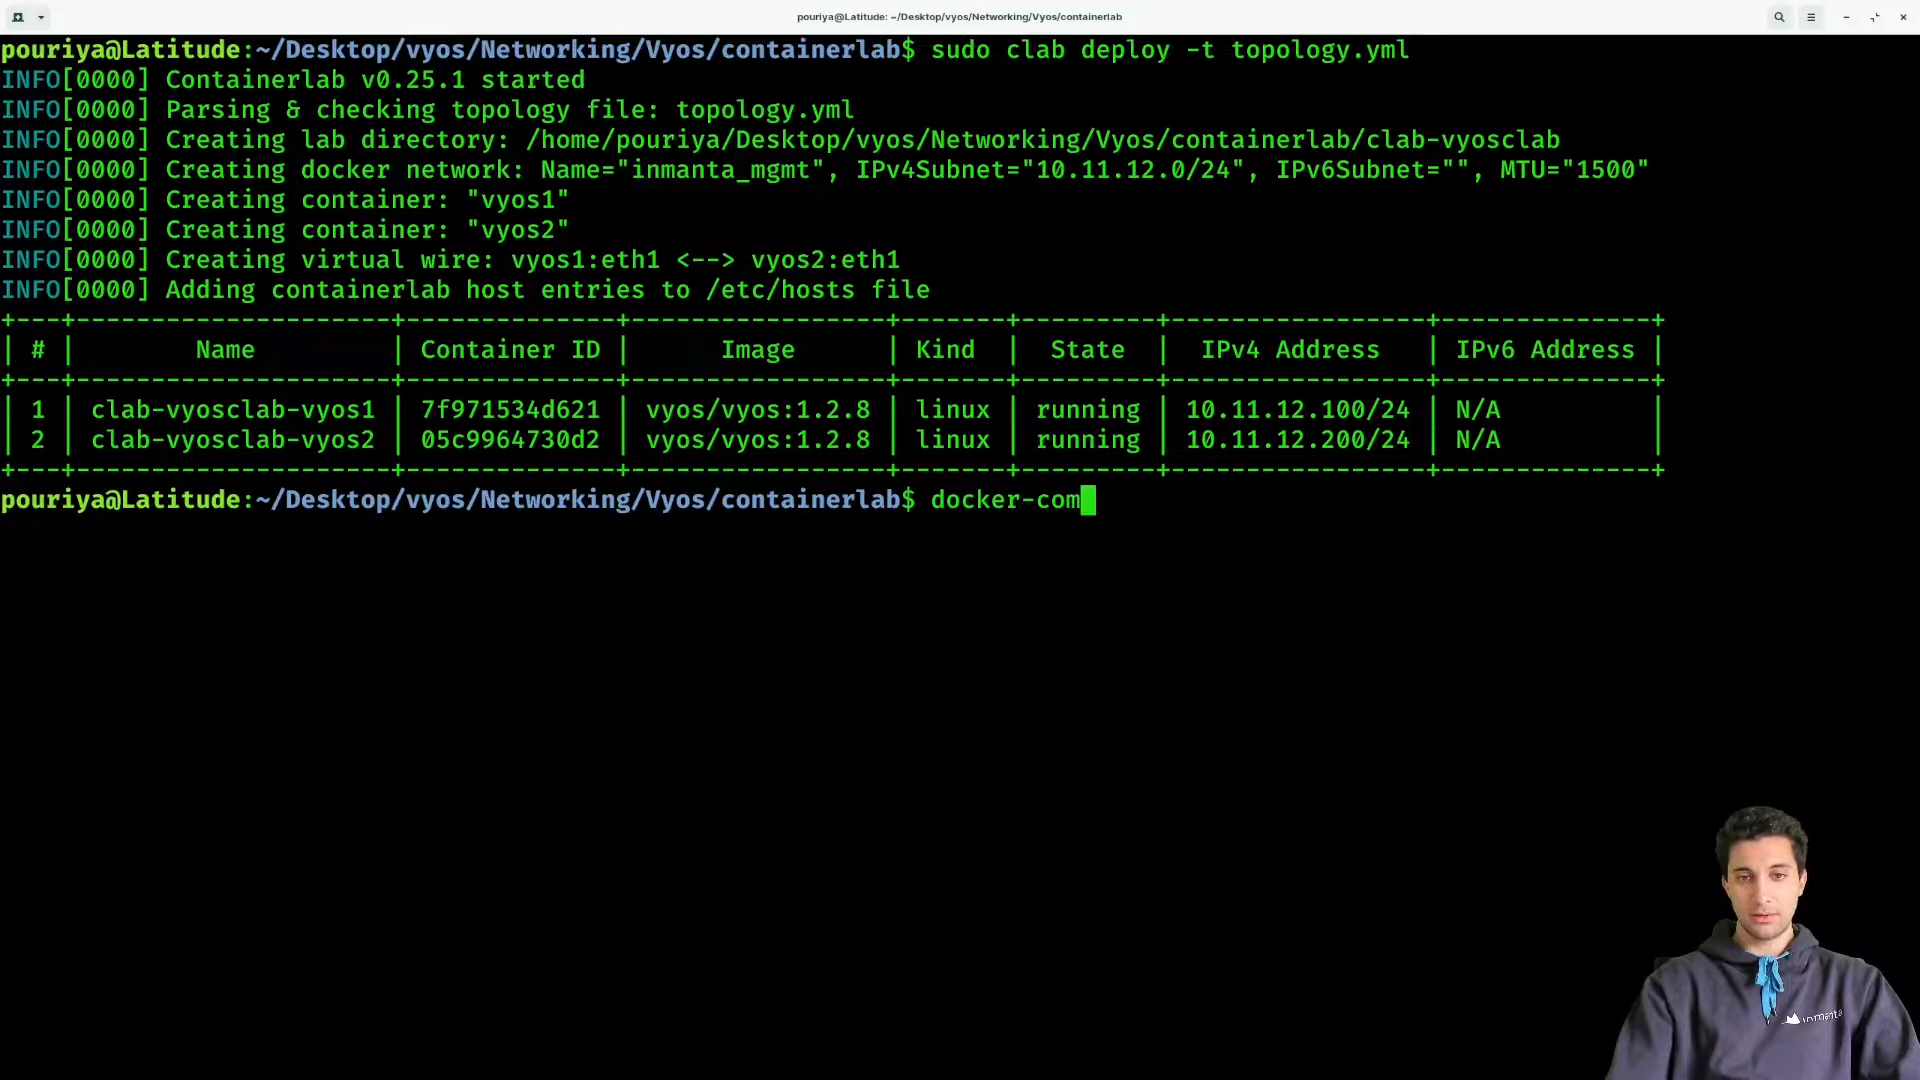 pouriya@Latitude: ~/Desktop/vyos/Networking/Vyos/containerlab
pouriya@Latitude:~/Desktop/vyos/Networking/Vyos/containerlab$ sudo clab deploy -t topology.yml
INFO[0000] Containerlab v0.25.1 started
INFO[0000] Parsing & checking topology file: topology.yml
INFO[0000] Creating lab directory: /home/pouriya/Desktop/vyos/Networking/Vyos/containerlab/clab-vyosclab
INFO[0000] Creating docker network: Name="inmanta_mgmt", IPv4Subnet="10.11.12.0/24", IPv6Subnet="", MTU="1500"
INFO[0000] Creating container: "vyos1"
INFO[0000] Creating container: "vyos2"
INFO[0000] Creating virtual wire: vyos1:eth1 <--> vyos2:eth1
INFO[0000] Adding containerlab host entries to /etc/hosts file
+---+---------------------+--------------+-----------------+-------+---------+-----------------+--------------+
| # |        Name         | Container ID |      Image      | Kind  |  State  |  IPv4 Address   | IPv6 Address |
+---+---------------------+--------------+-----------------+-------+---------+-----------------+--------------+
| 1 | clab-vyosclab-vyos1 | 7f971534d621 | vyos/vyos:1.2.8 | linux | running | 10.11.12.100/24 | N/A          |
| 2 | clab-vyosclab-vyos2 | 05c9964730d2 | vyos/vyos:1.2.8 | linux | running | 10.11.12.200/24 | N/A          |
+---+---------------------+--------------+-----------------+-------+---------+-----------------+--------------+
pouriya@Latitude:~/Desktop/vyos/Networking/Vyos/containerlab$ docker-com
inmanta